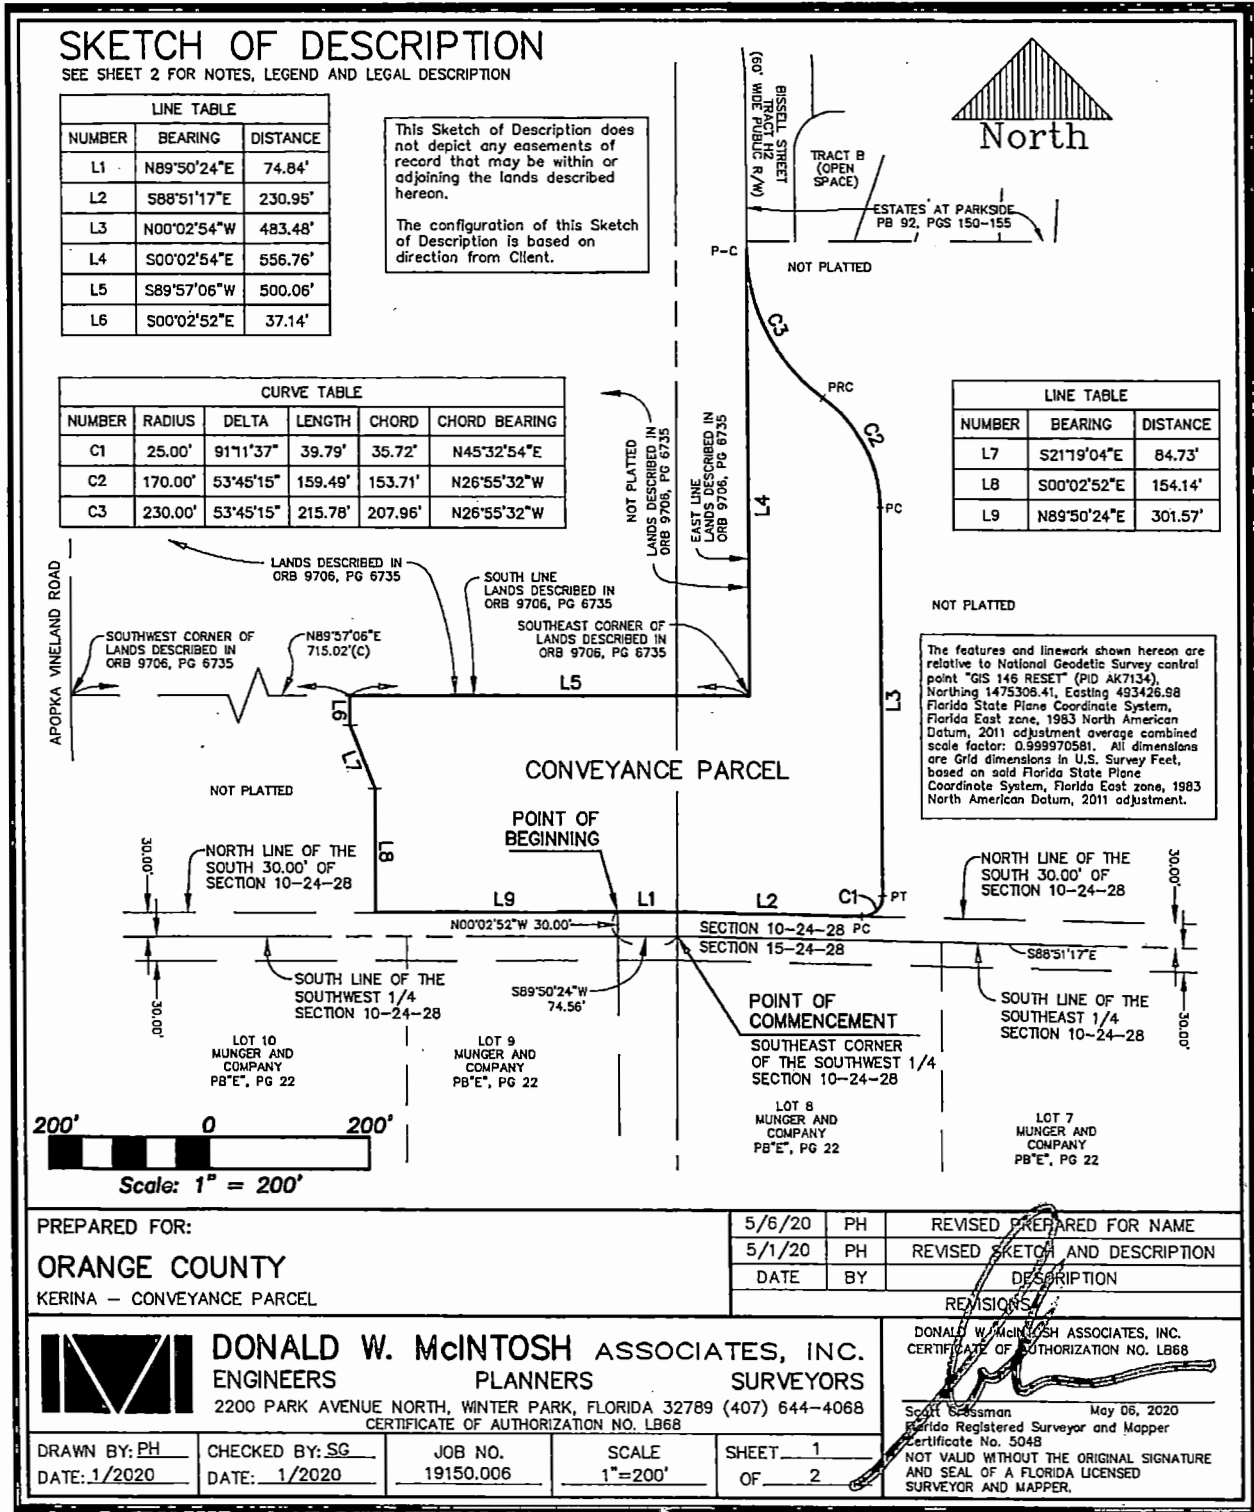 SKETCH OF DESCRIPTION
SEE SHEET 2 FOR NOTES, LEGEND AND LEGAL DESCRIPTION
LINE TABLE
NUMBER BEARING DISTANCE
L1 N89°50'24"E 74.84'
L2 S88°51'17"E 230.95'
L3 N00°02'54"W 483.48'
L4 S00°02'54"E 556.76'
L5 S89°57'06"W 500.06'
L6 S00°02'52"E 37.14'
This Sketch of Description does
not depict any easements of
record that may be within or
adjoining the lands described
hereon.
The configuration of this Sketch
of Description is based on
direction from Client.
BISSELL STREET
TRACT H2
(60' WIDE PUBLIC R/W)
TRACT B
(OPEN
SPACE)
North
ESTATES AT PARKSIDE
PB 92, PGS 150-155
P-C
NOT PLATTED
C3
PRC
C2
PC
CURVE TABLE
NUMBER RADIUS DELTA LENGTH CHORD CHORD BEARING
C1 25.00' 91°11'37" 39.79' 35.72' N45°32'54"E
C2 170.00' 53°45'15" 159.49' 153.71' N26°55'32"W
C3 230.00' 53°45'15" 215.78' 207.96' N26°55'32"W
LINE TABLE
NUMBER BEARING DISTANCE
L7 S21°19'04"E 84.73'
L8 S00°02'52"E 154.14'
L9 N89°50'24"E 301.57'
NOT PLATTED
LANDS DESCRIBED IN
ORB 9706, PG 6735
EAST LINE
LANDS DESCRIBED IN
ORB 9706, PG 6735
L4
APOPKA VINELAND ROAD
LANDS DESCRIBED IN
ORB 9706, PG 6735
SOUTH LINE
LANDS DESCRIBED IN
ORB 9706, PG 6735
SOUTHWEST CORNER OF
LANDS DESCRIBED IN
ORB 9706, PG 6735
N89°57'06"E
715.02'(C)
SOUTHEAST CORNER OF
LANDS DESCRIBED IN
ORB 9706, PG 6735
NOT PLATTED
The features and linework shown hereon are
relative to National Geodetic Survey control
point "GIS 146 RESET" (PID AK7134),
Northing 1475306.41, Easting 493426.98
Florida State Plane Coordinate System,
Florida East zone, 1983 North American
Datum, 2011 adjustment average combined
scale factor: 0.999970581. All dimensions
are Grid dimensions in U.S. Survey Feet,
based on said Florida State Plane
Coordinate System, Florida East zone, 1983
North American Datum, 2011 adjustment.
L5
L6
L7
L3
CONVEYANCE PARCEL
NOT PLATTED
POINT OF
BEGINNING
L8
30.00'
NORTH LINE OF THE
SOUTH 30.00' OF
SECTION 10-24-28
L9
L1
L2
C1
PT
PC
NORTH LINE OF THE
SOUTH 30.00' OF
SECTION 10-24-28
30.00'
N00°02'52"W 30.00'
SECTION 10-24-28
SECTION 15-24-28
S88°51'17"E
30.00'
SOUTH LINE OF THE
SOUTHWEST 1/4
SECTION 10-24-28
S89°50'24"W
74.56'
POINT OF
COMMENCEMENT
SOUTHEAST CORNER
OF THE SOUTHWEST 1/4
SECTION 10-24-28
SOUTH LINE OF THE
SOUTHEAST 1/4
SECTION 10-24-28
30.00'
LOT 10
MUNGER AND
COMPANY
PB"E", PG 22
LOT 9
MUNGER AND
COMPANY
PB"E", PG 22
LOT 8
MUNGER AND
COMPANY
PB"E", PG 22
LOT 7
MUNGER AND
COMPANY
PB"E", PG 22
200' 0 200'
Scale: 1" = 200'
PREPARED FOR:
ORANGE COUNTY
KERINA - CONVEYANCE PARCEL
5/6/20 PH REVISED PREPARED FOR NAME
5/1/20 PH REVISED SKETCH AND DESCRIPTION
DATE BY DESCRIPTION
REVISIONS
DONALD W. McINTOSH ASSOCIATES, INC.
ENGINEERS PLANNERS SURVEYORS
2200 PARK AVENUE NORTH, WINTER PARK, FLORIDA 32789 (407) 644-4068
CERTIFICATE OF AUTHORIZATION NO. LB68
DRAWN BY: PH
DATE: 1/2020
CHECKED BY: SG
DATE: 1/2020
JOB NO.
19150.006
SCALE
1"=200'
SHEET 1
OF 2
DONALD W. McINTOSH ASSOCIATES, INC.
CERTIFICATE OF AUTHORIZATION NO. LB68
Scott Grossman May 06, 2020
Florida Registered Surveyor and Mapper
Certificate No. 5048
NOT VALID WITHOUT THE ORIGINAL SIGNATURE
AND SEAL OF A FLORIDA LICENSED
SURVEYOR AND MAPPER.